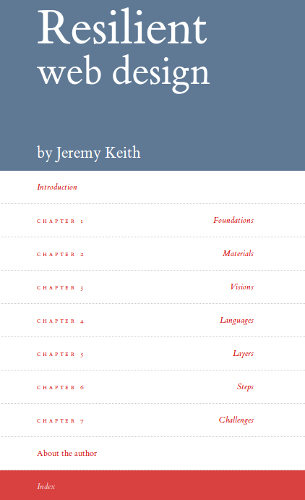 Resilient
web design
by Jeremy Keith
Introduction
CHAPTER 1 Foundations
CHAPTER 2 Materials
CHAPTER 3 Visions
CHAPTER 4 Languages
CHAPTER 5 Layers
CHAPTER 6 Steps
CHAPTER 7 Challenges
About the author
Index